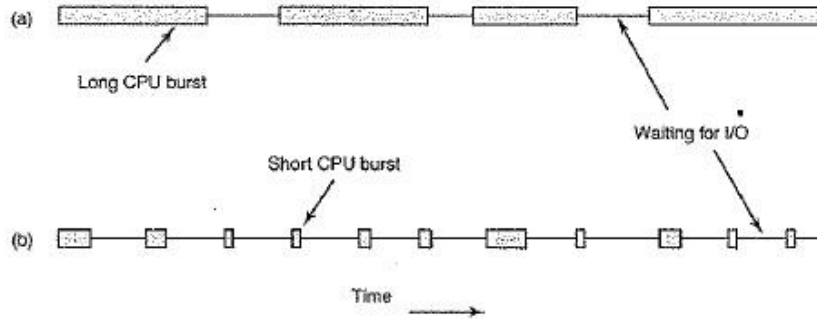 (a)
Long CPU burst
Waiting for I/O
Short CPU burst
(b)
Time